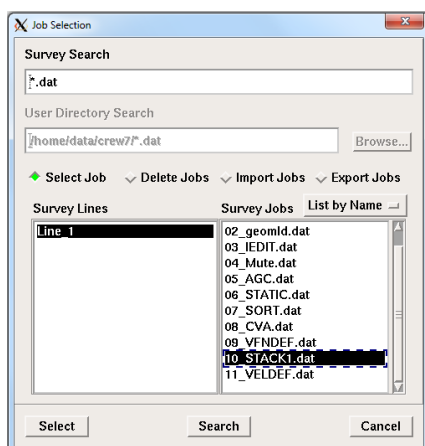 Job Selection
Survey Search
*.dat
User Directory Search
/home/data/crew7/*.dat
Browse...
Select Job Delete Jobs Import Jobs Export Jobs
Survey Lines
Survey Jobs List by Name
Line_1
02_geomld.dat
03_IEDIT.dat
04_Mute.dat
05_AGC.dat
06_STATIC.dat
07_SORT.dat
08_CVA.dat
09_VFNDEF.dat
10_STACK1.dat
11_VELDEF.dat
Select Search Cancel